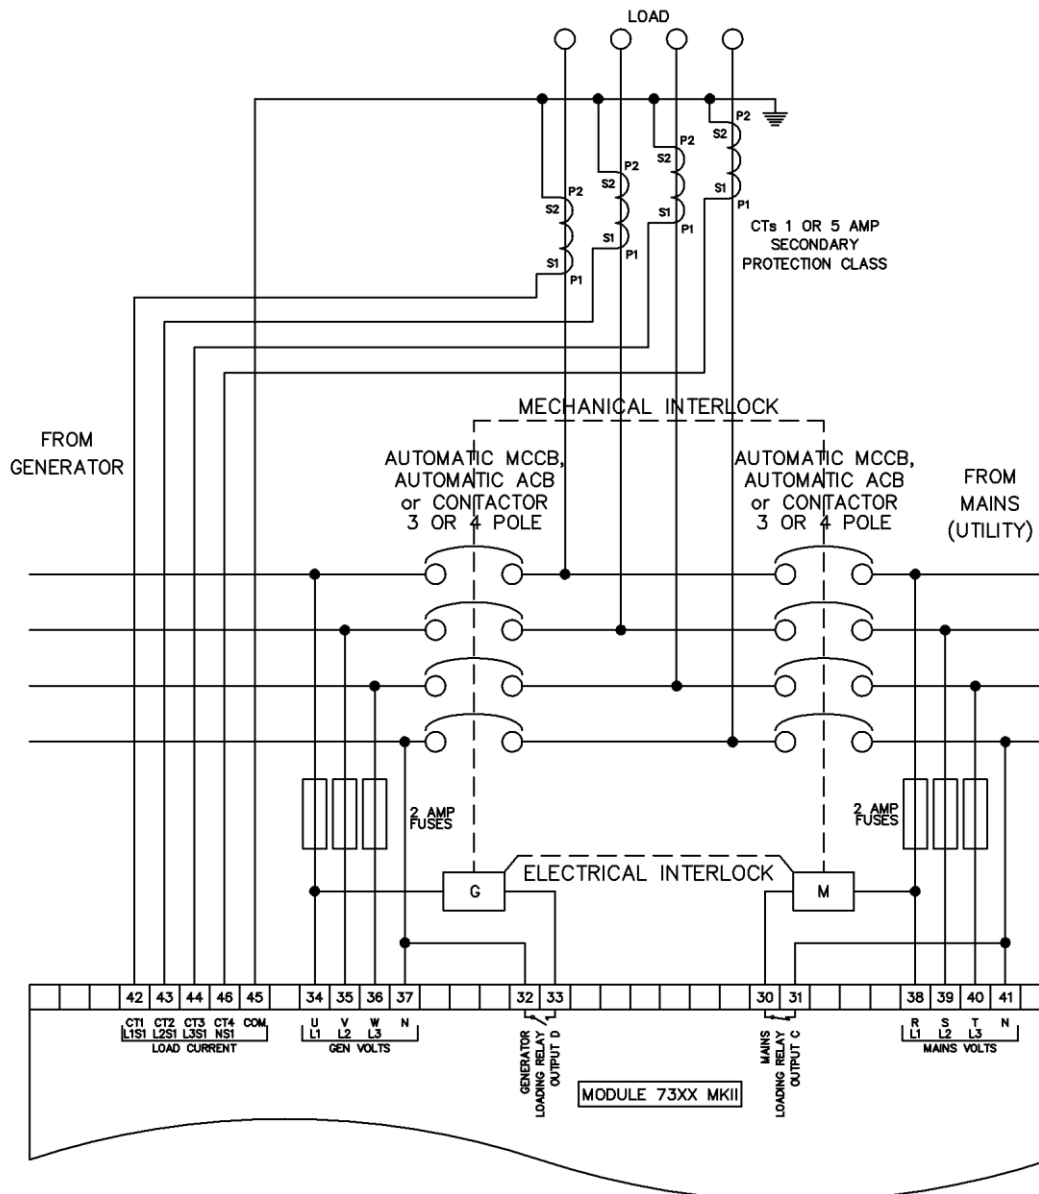 LOAD
P2
S2
S1
P1
P2
S2
S1
P1
P2
S2
S1
P1
P2
S2
S1
P1
CTs 1 OR 5 AMP
SECONDARY
PROTECTION CLASS
MECHANICAL INTERLOCK
FROM
GENERATOR
AUTOMATIC MCCB,
AUTOMATIC ACB
or CONTACTOR
3 OR 4 POLE
AUTOMATIC MCCB,
AUTOMATIC ACB
or CONTACTOR
3 OR 4 POLE
FROM
MAINS
(UTILITY)
2 AMP
FUSES
2 AMP
FUSES
ELECTRICAL INTERLOCK
G
M
42 43 44 46 45 34 35 36 37 32 33 30 31 38 39 40 41
CT1 CT2 CT3 CT4 COM
L1S1 L2S1 L3S1 NS1
LOAD CURRENT
U V W N
L1 L2 L3
GEN VOLTS
GENERATOR
LOADING RELAY
OUTPUT D
MAINS
LOADING RELAY
OUTPUT C
R S T N
L1 L2 L3
MAINS VOLTS
MODULE 73XX MKII